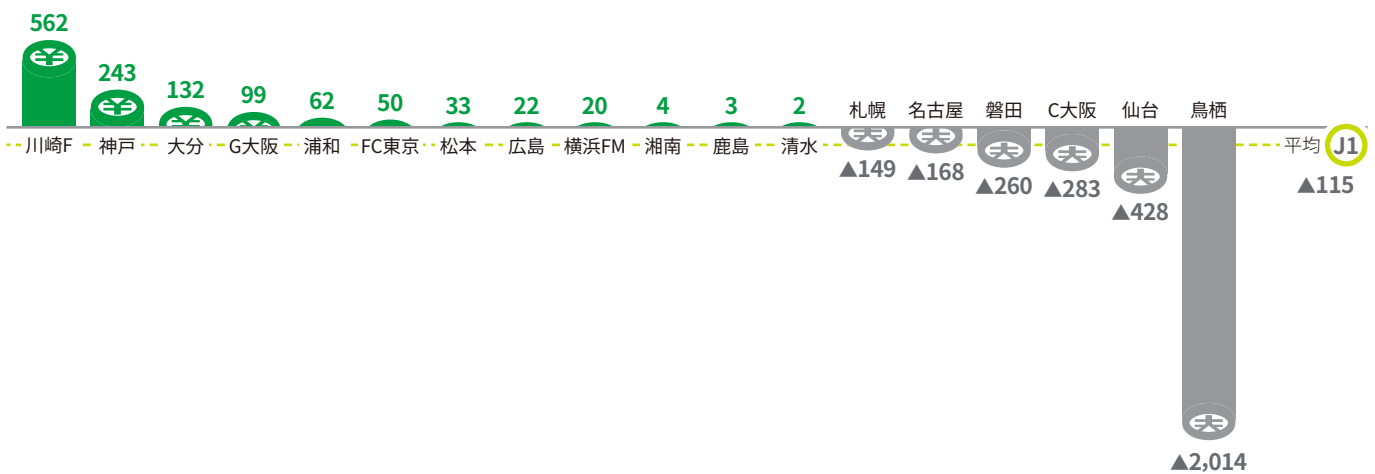 562
243
132
99
62
50
33
22
20
4
3
2
札幌
名古屋
磐田
C大阪
仙台
鳥栖
川崎F
神戸
大分
G大阪
浦和
FC東京
松本
広島
横浜FM
湘南
鹿島
清水
平均 J1
▲149
▲168
▲260
▲283
▲428
▲115
▲2,014